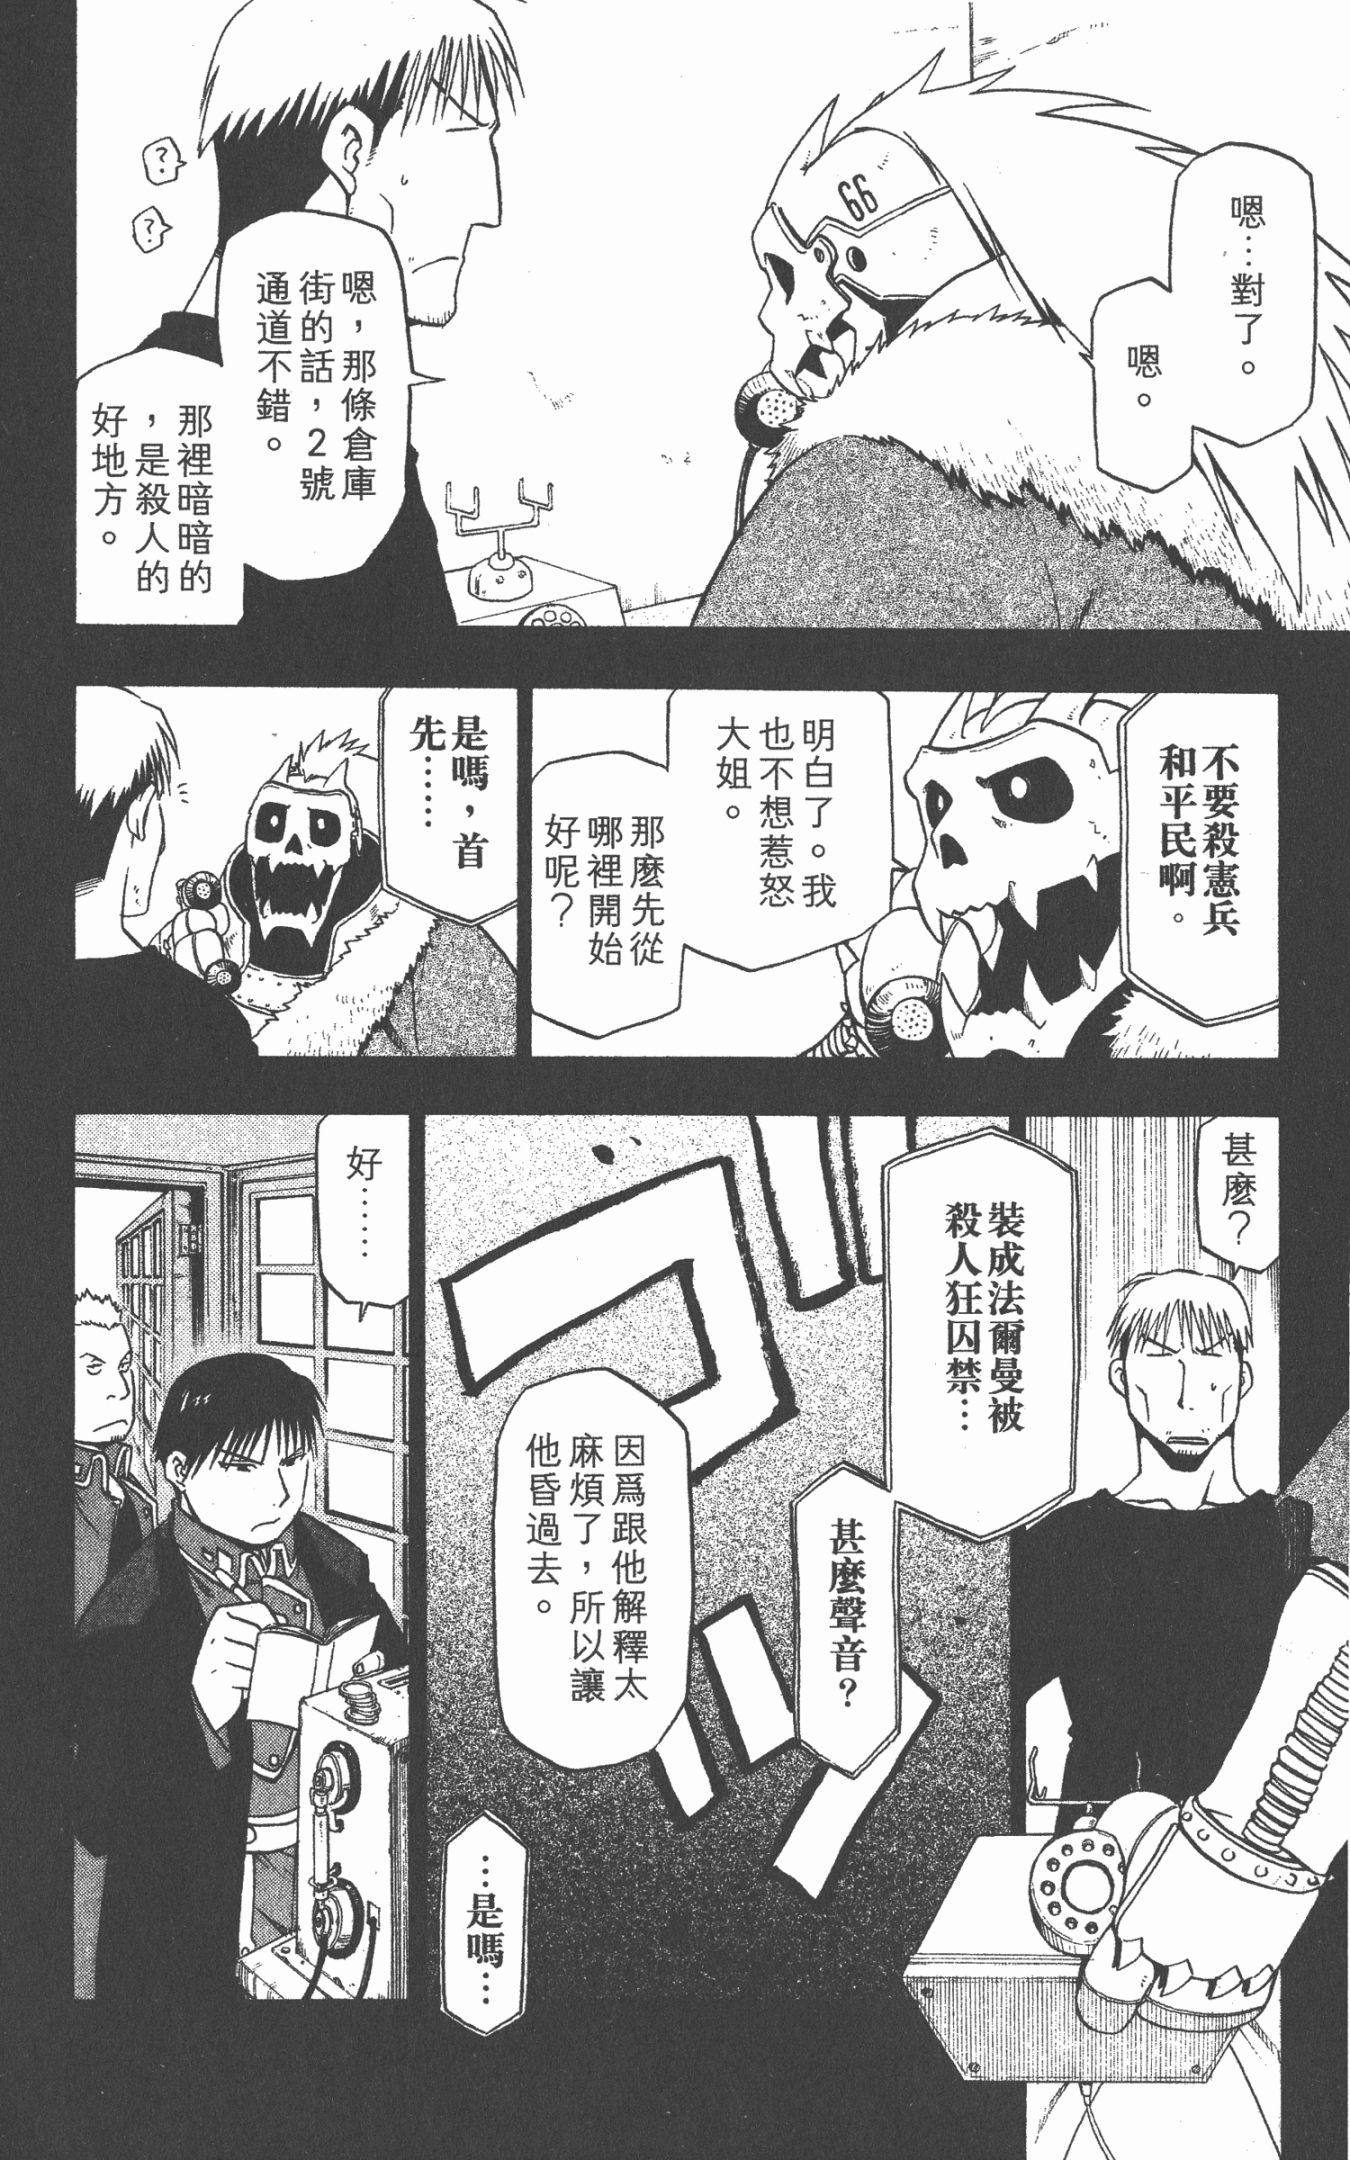 嗯…對了。
嗯。
66
嗯，那條倉庫
街的話，2號
通道不錯。
那裡暗暗的
，是殺人的
好地方。
?
?
不要殺憲兵
和平民啊。
明白了。我
也不想惹怒
大姐。
那麼先從
哪裡開始
好呢？
是嗎，首
先……
甚麼？
裝成法爾曼被
殺人狂囚禁…
甚麼聲音？
因爲跟他解釋太
麻煩了，所以讓
他昏過去。
…是嗎…
好……